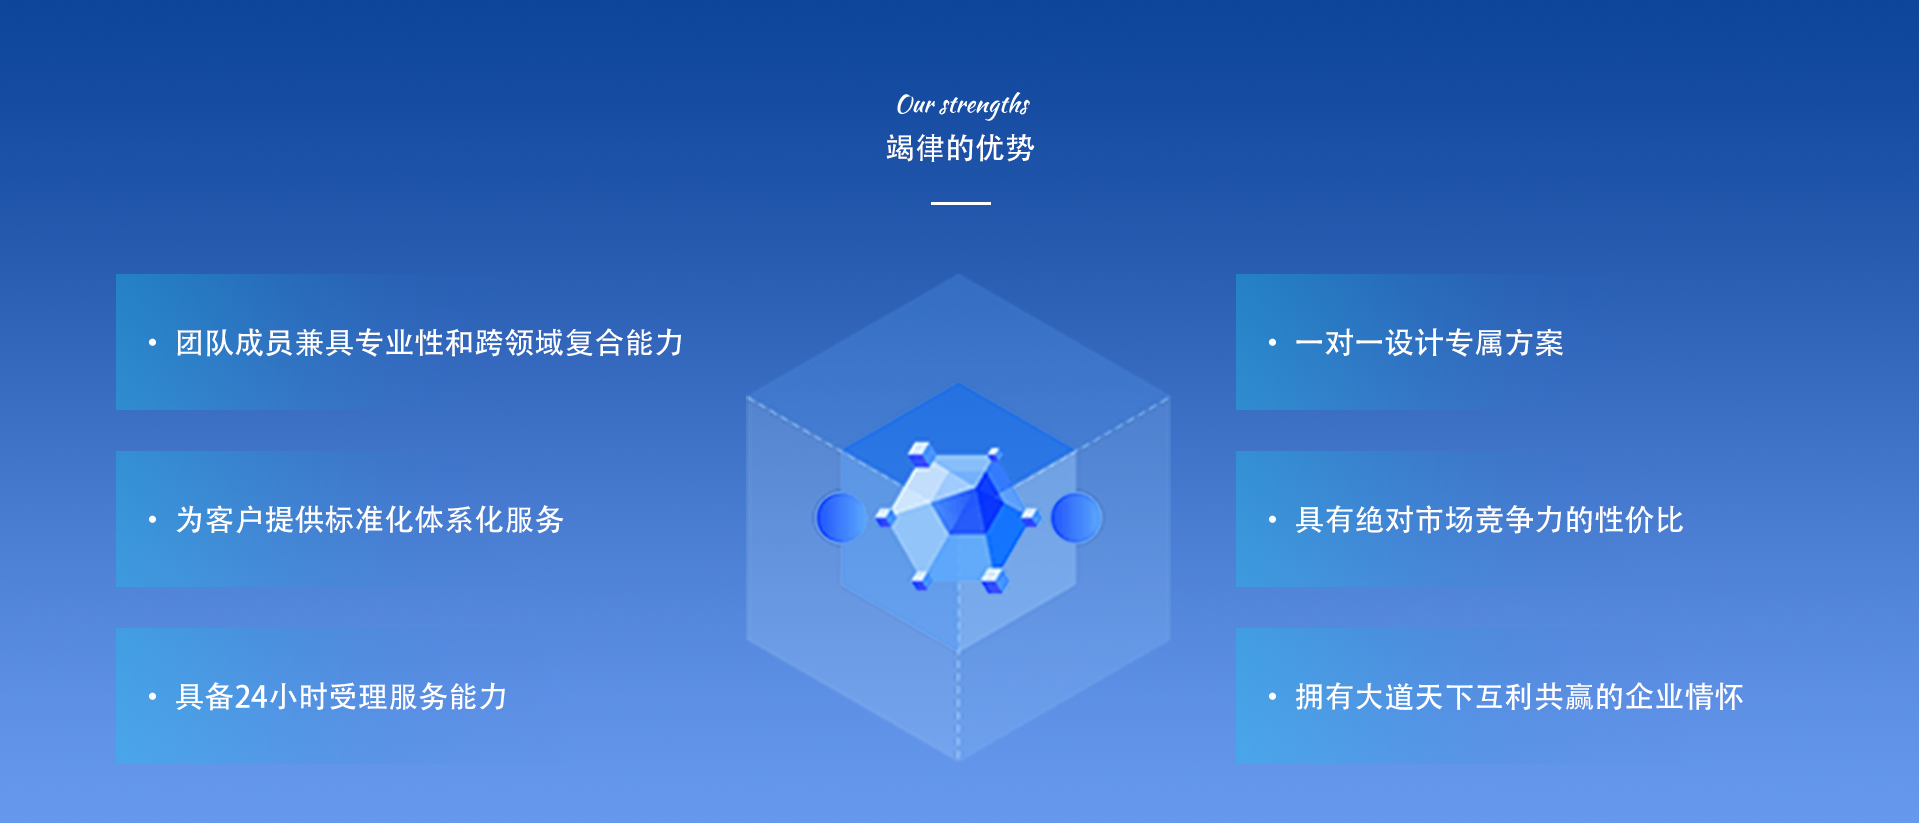 Our strengths
竭律的优势
• 团队成员兼具专业性和跨领域复合能力
• 为客户提供标准化体系化服务
• 具备24小时受理服务能力
• 一对一设计专属方案
• 具有绝对市场竞争力的性价比
• 拥有大道天下互利共赢的企业情怀